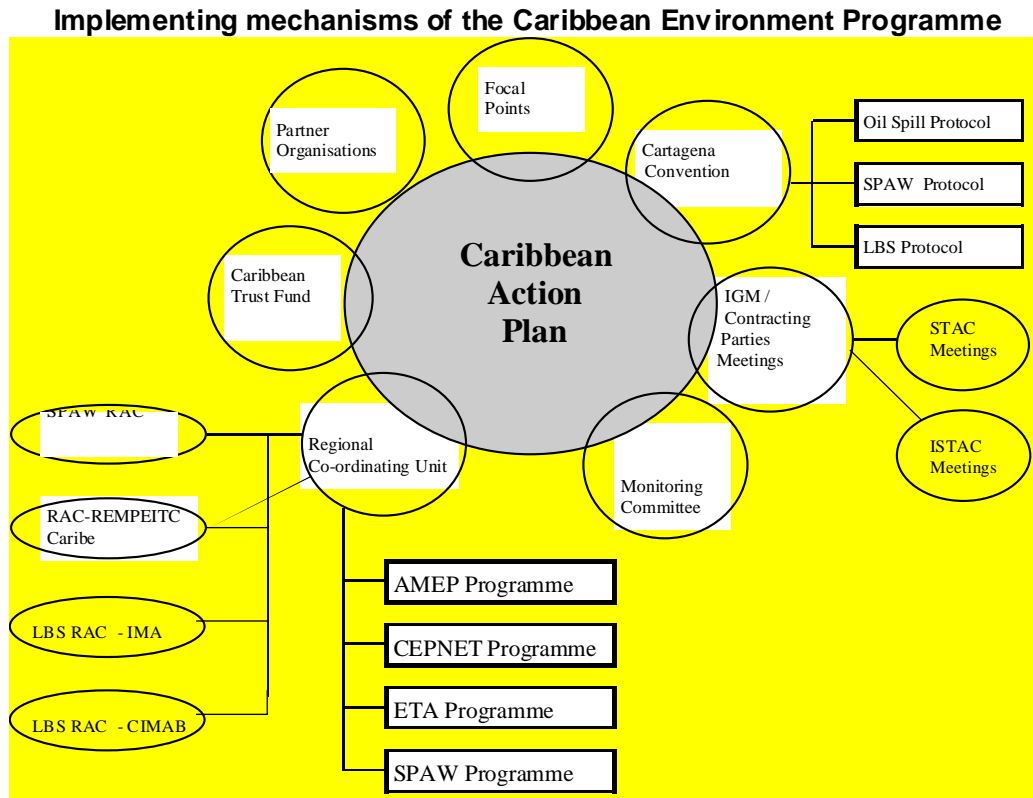 Implementing mechanisms of the Caribbean Environment Programme
Focal
Points
Partner
Organisations
Cartagena
Convention
Oil Spill Protocol
SPAW Protocol
LBS Protocol
Caribbean
Action
Plan
Caribbean
Trust Fund
IGM /
Contracting
Parties
Meetings
STAC
Meetings
ISTAC
Meetings
Monitoring
Committee
Regional
Co-ordinating Unit
SPAW RAC
RAC-REMPEITC
Caribe
LBS RAC - IMA
LBS RAC - CIMAB
AMEP Programme
CEPNET Programme
ETA Programme
SPAW Programme